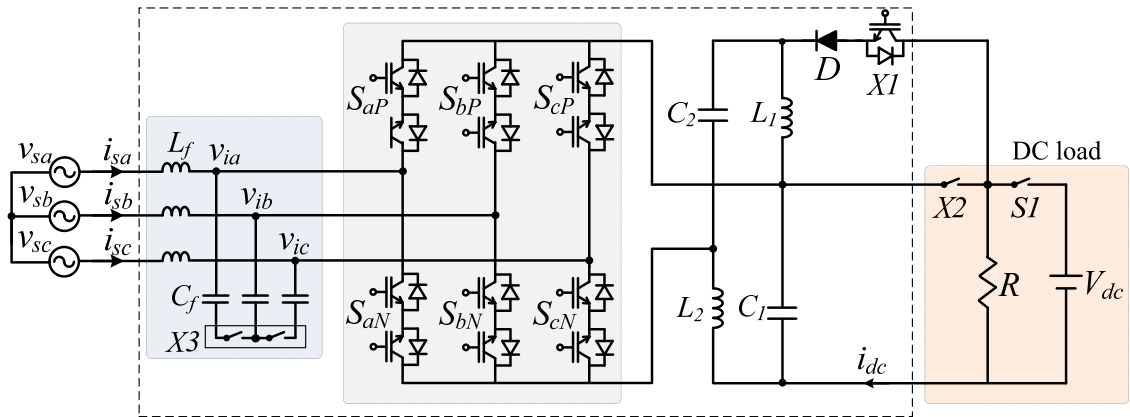 D
X1
S_aP
S_bP
S_cP
C_2
L_1
v_sa
i_sa
L_f
v_ia
DC load
v_sb
i_sb
v_ib
X2
S1
v_sc
i_sc
v_ic
C_f
S_aN
S_bN
S_cN
L_2
C_1
R
V_dc
X3
i_dc